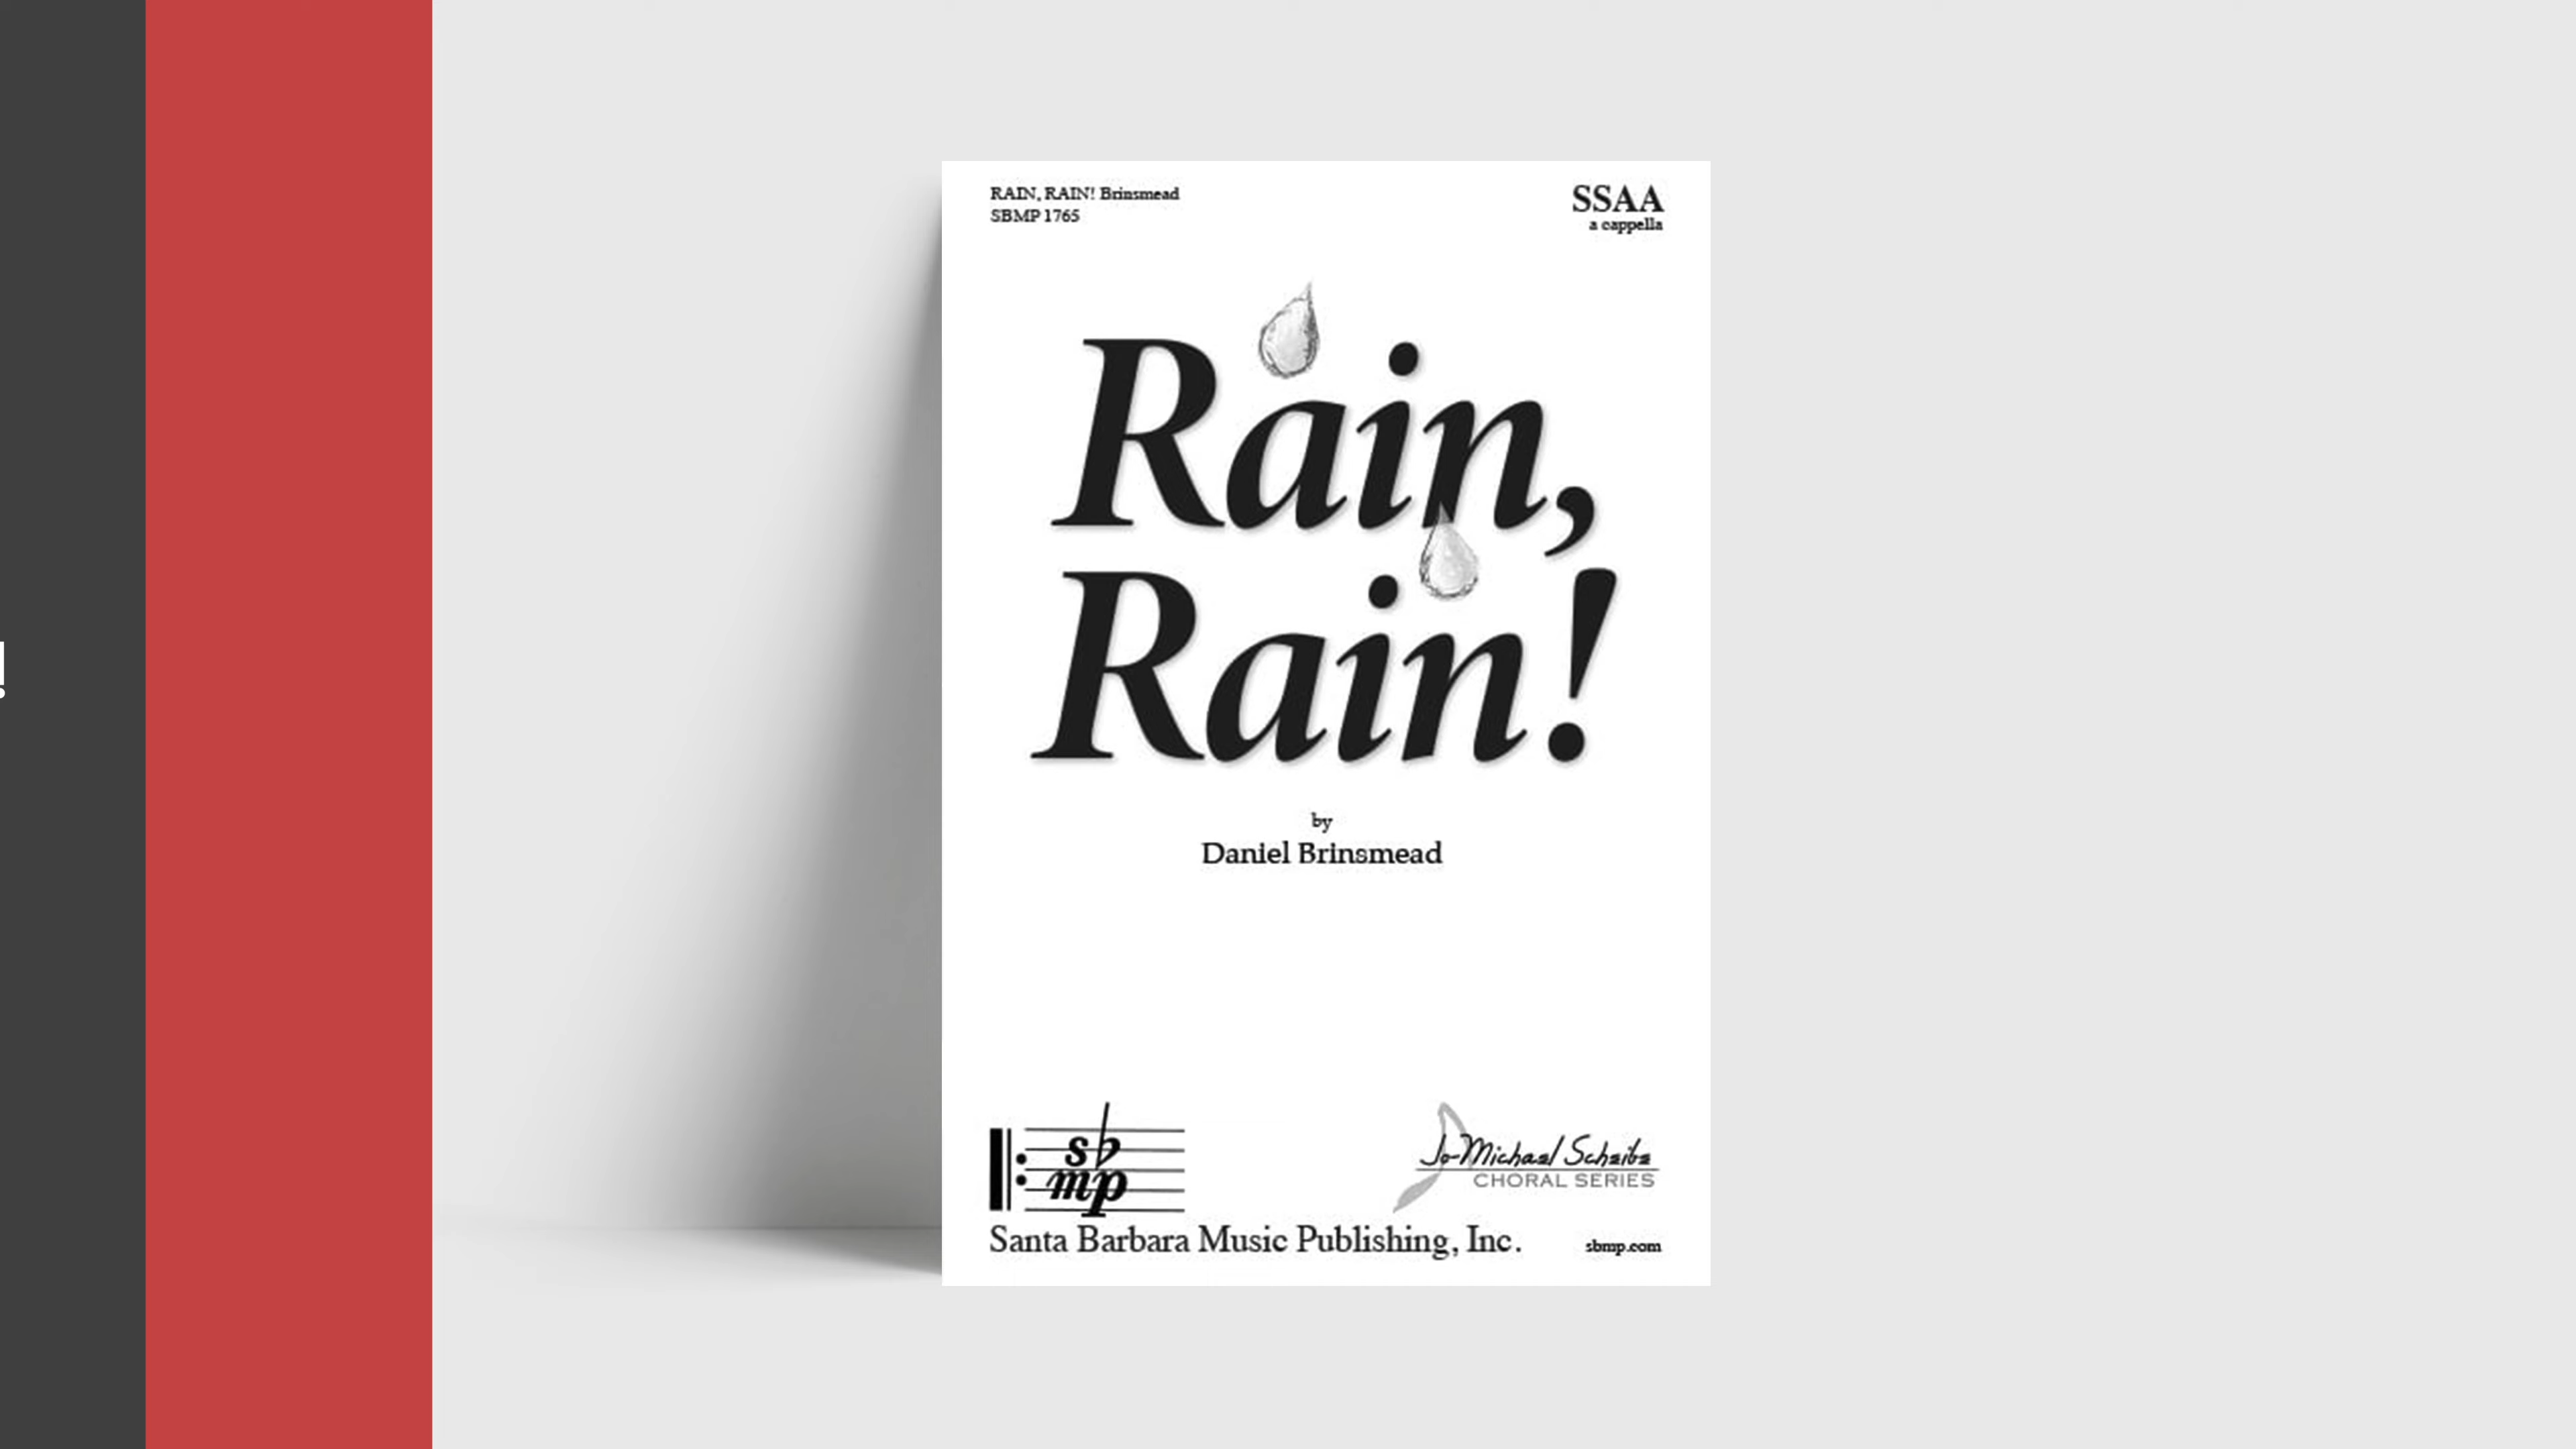 !
RAIN, RAIN! Brinsmead
SBMP 1765
SSAA
a cappella
Rain,
Rain!
by
Daniel Brinsmead
sb
mp
Jo-Michael Scheibe
CHORAL SERIES
Santa Barbara Music Publishing, Inc.
sbmp.com